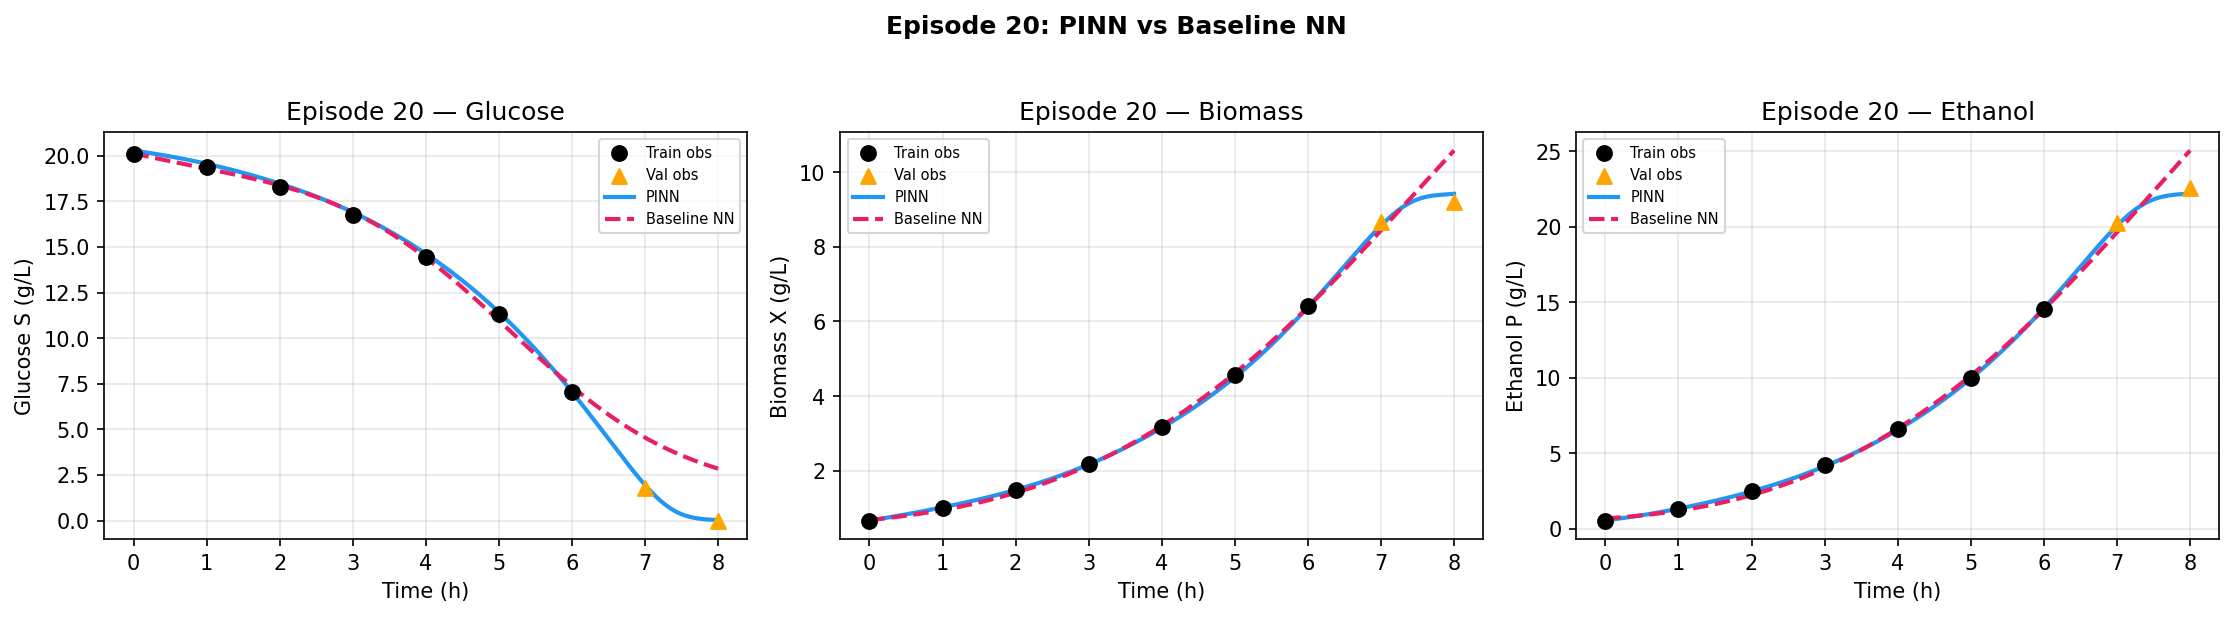 Episode 20: PINN vs Baseline NN
Episode 20 — Glucose
Glucose S (g/L)
20.0
17.5
15.0
12.5
10.0
7.5
5.0
2.5
0.0
Train obs
Val obs
PINN
Baseline NN
0 1 2 3 4 5 6 7 8
Time (h)
Episode 20 — Biomass
Biomass X (g/L)
10
8
6
4
2
Train obs
Val obs
PINN
Baseline NN
0 1 2 3 4 5 6 7 8
Time (h)
Episode 20 — Ethanol
Ethanol P (g/L)
25
20
15
10
5
0
Train obs
Val obs
PINN
Baseline NN
0 1 2 3 4 5 6 7 8
Time (h)